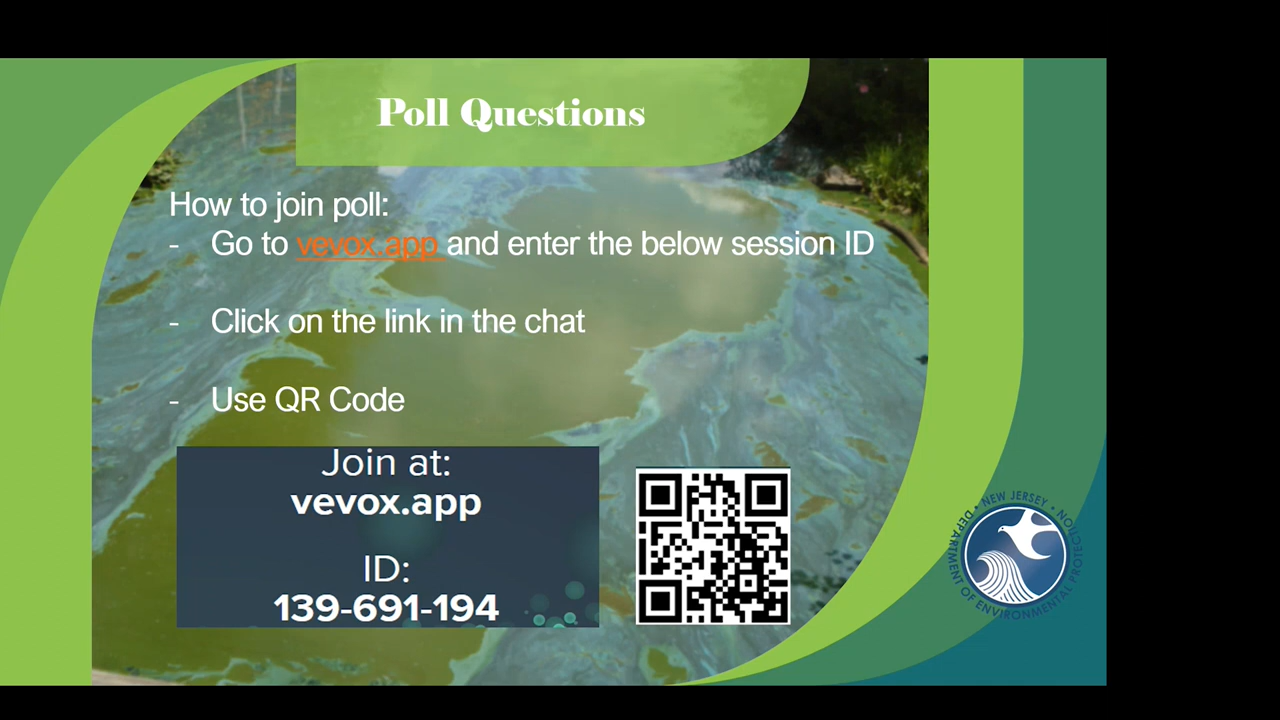 Poll Questions
How to join poll:
- Go to vevox.app and enter the below session ID
- Click on the link in the chat
- Use QR Code
Join at:
vevox.app
ID:
139-691-194
NEW JERSEY
DEPARTMENT OF ENVIRONMENTAL PROTECTION